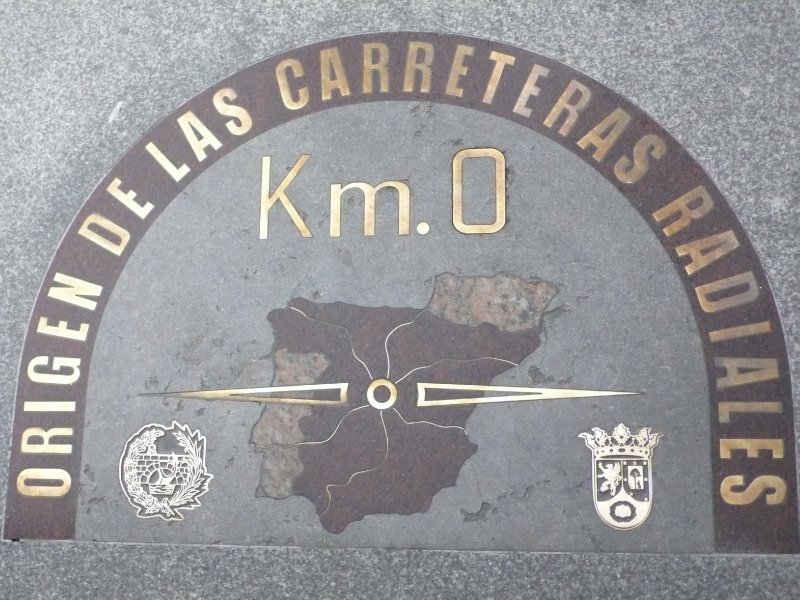 ORIGEN DE LAS CARRETERAS RADIALES
Km. 0